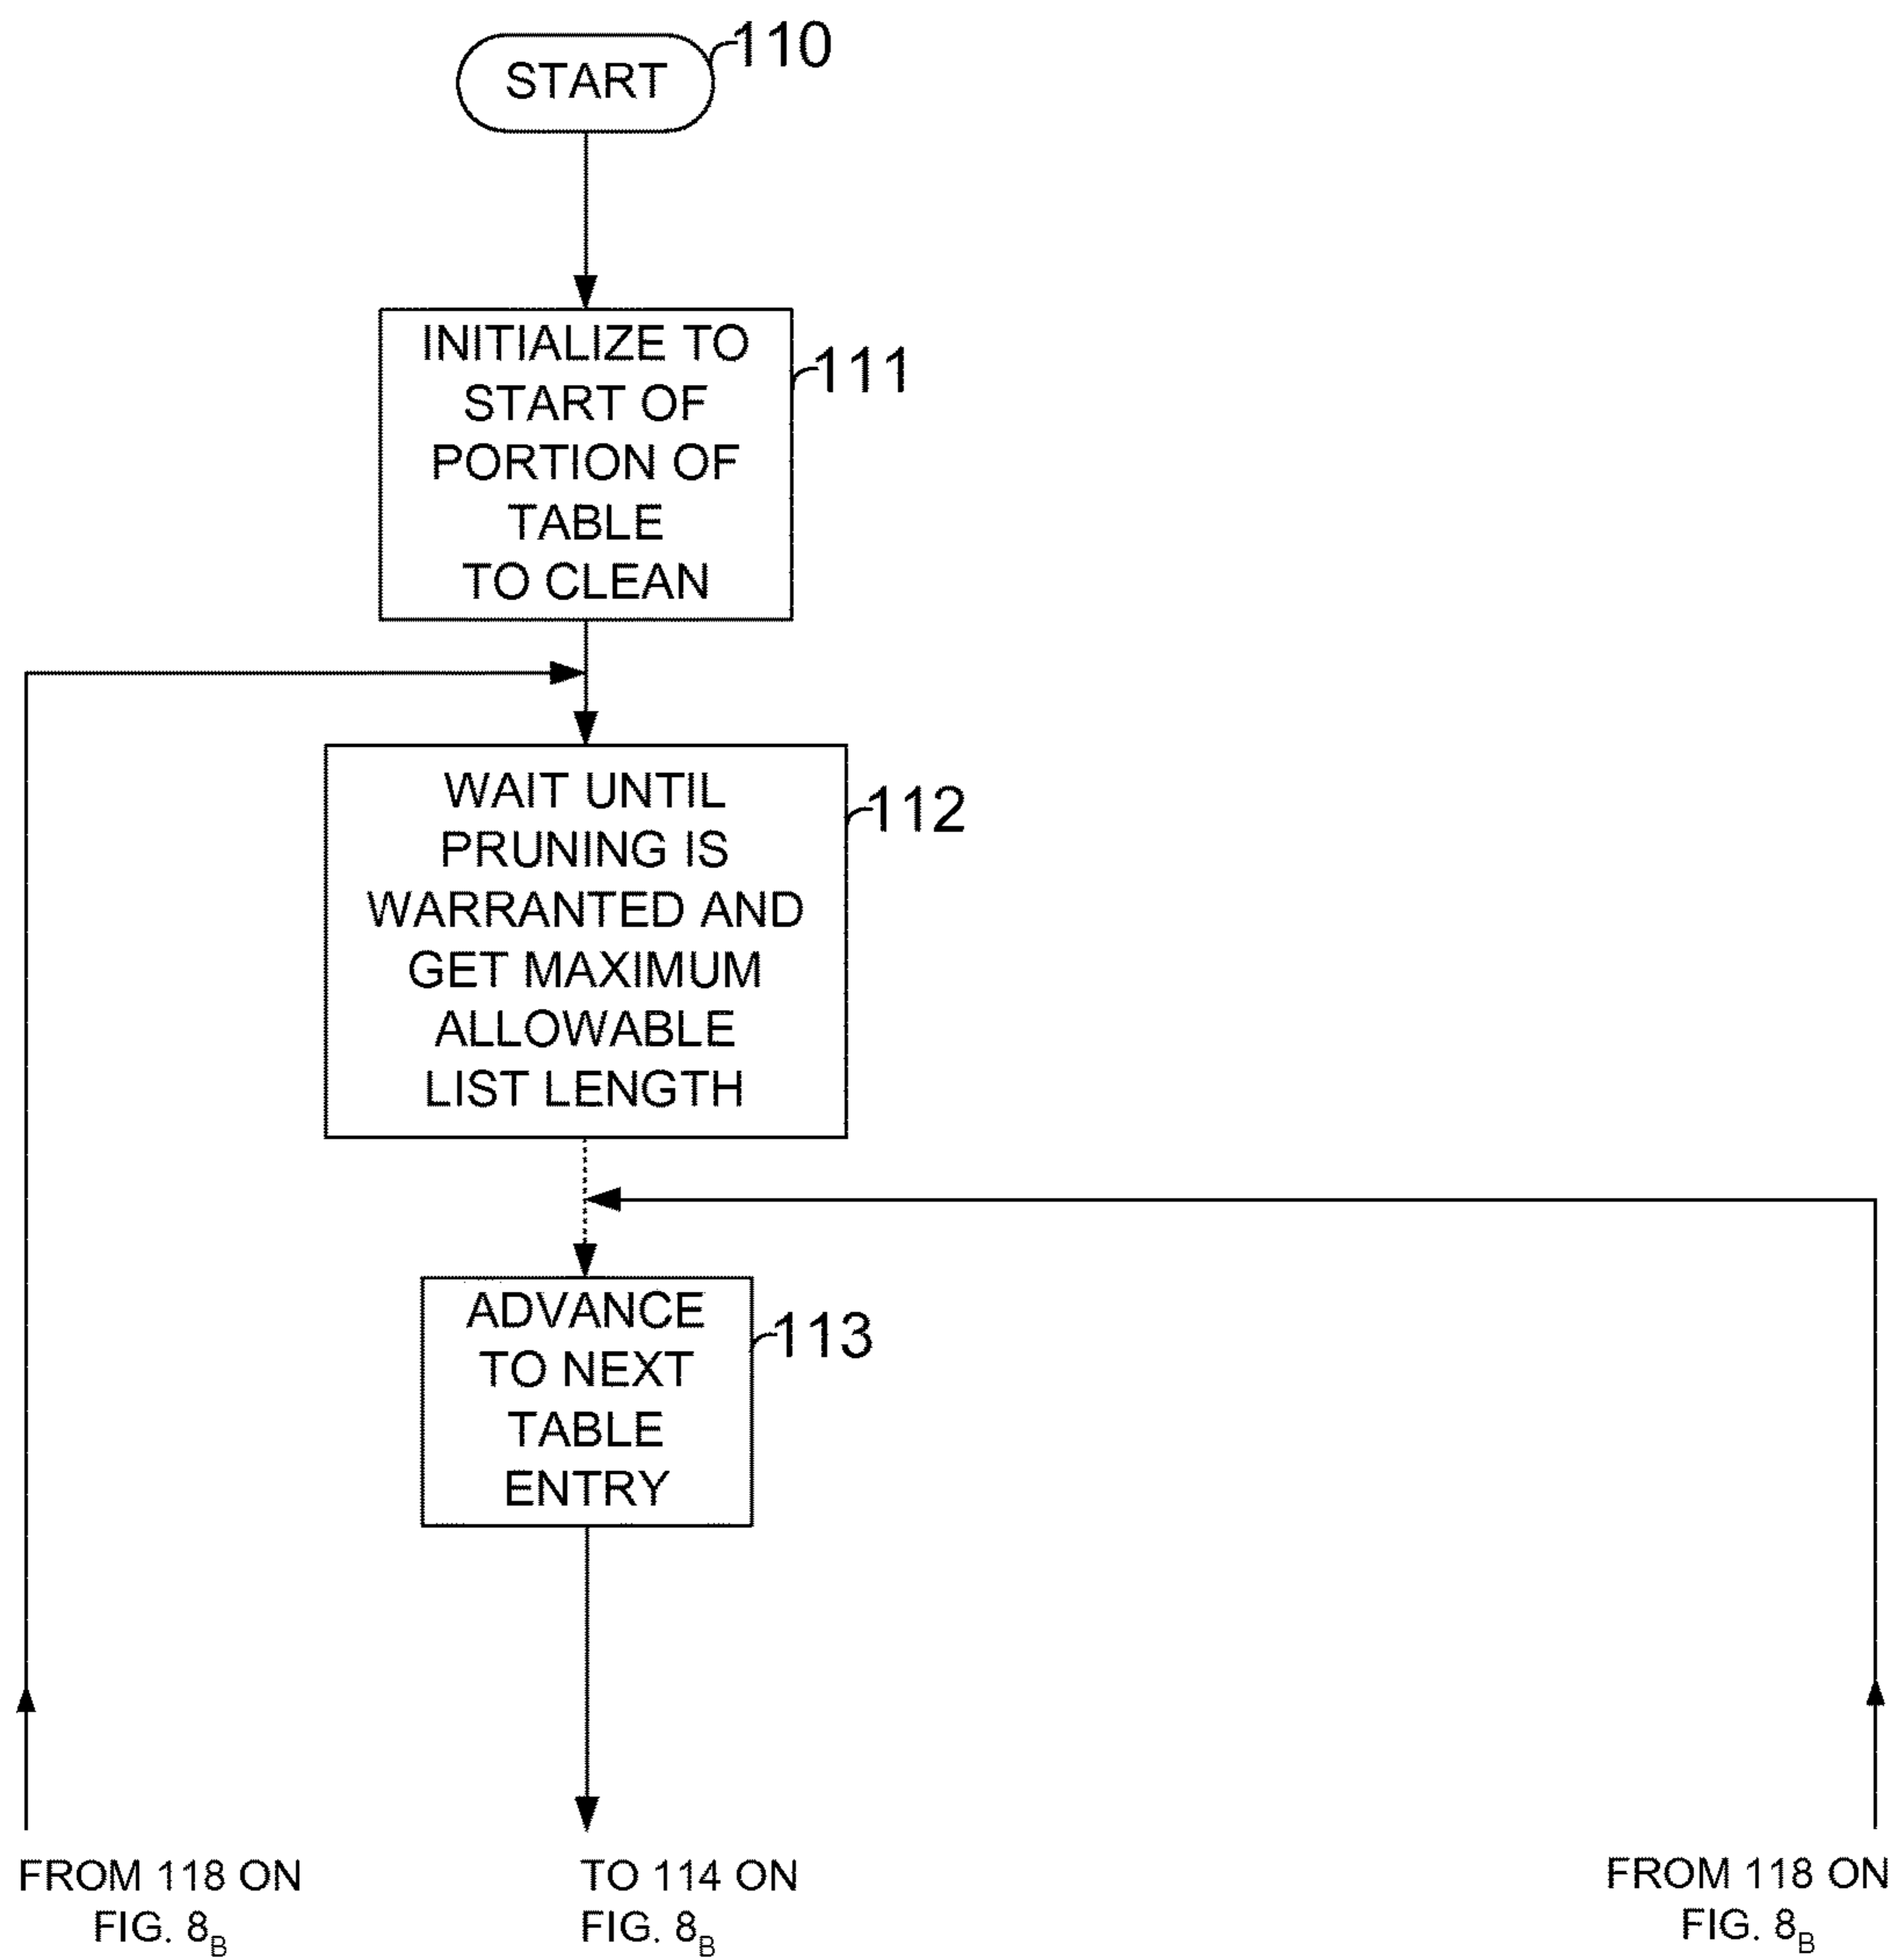 START
110
INITIALIZE TO
START OF
PORTION OF
TABLE
TO CLEAN
111
WAIT UNTIL
PRUNING IS
WARRANTED AND
GET MAXIMUM
ALLOWABLE
LIST LENGTH
112
ADVANCE
TO NEXT
TABLE
ENTRY
113
FROM 118 ON
FIG. 8B
TO 114 ON
FIG. 8B
FROM 118 ON
FIG. 8B